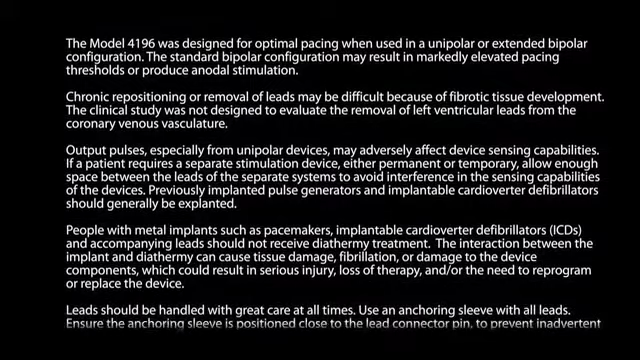 The Model 4196 was designed for optimal pacing when used in a unipolar or extended bipolar
configuration. The standard bipolar configuration may result in markedly elevated pacing
thresholds or produce anodal stimulation.
Chronic repositioning or removal of leads may be difficult because of fibrotic tissue development.
The clinical study was not designed to evaluate the removal of left ventricular leads from the
coronary venous vasculature.
Output pulses, especially from unipolar devices, may adversely affect device sensing capabilities.
If a patient requires a separate stimulation device, either permanent or temporary, allow enough
space between the leads of the separate systems to avoid interference in the sensing capabilities
of the devices. Previously implanted pulse generators and implantable cardioverter defibrillators
should generally be explanted.
People with metal implants such as pacemakers, implantable cardioverter defibrillators (ICDs)
and accompanying leads should not receive diathermy treatment. The interaction between the
implant and diathermy can cause tissue damage, fibrillation, or damage to the device
components, which could result in serious injury, loss of therapy, and/or the need to reprogram
or replace the device.
Leads should be handled with great care at all times. Use an anchoring sleeve with all leads.
Ensure the anchoring sleeve is positioned close to the lead connector pin, to prevent inadvertent